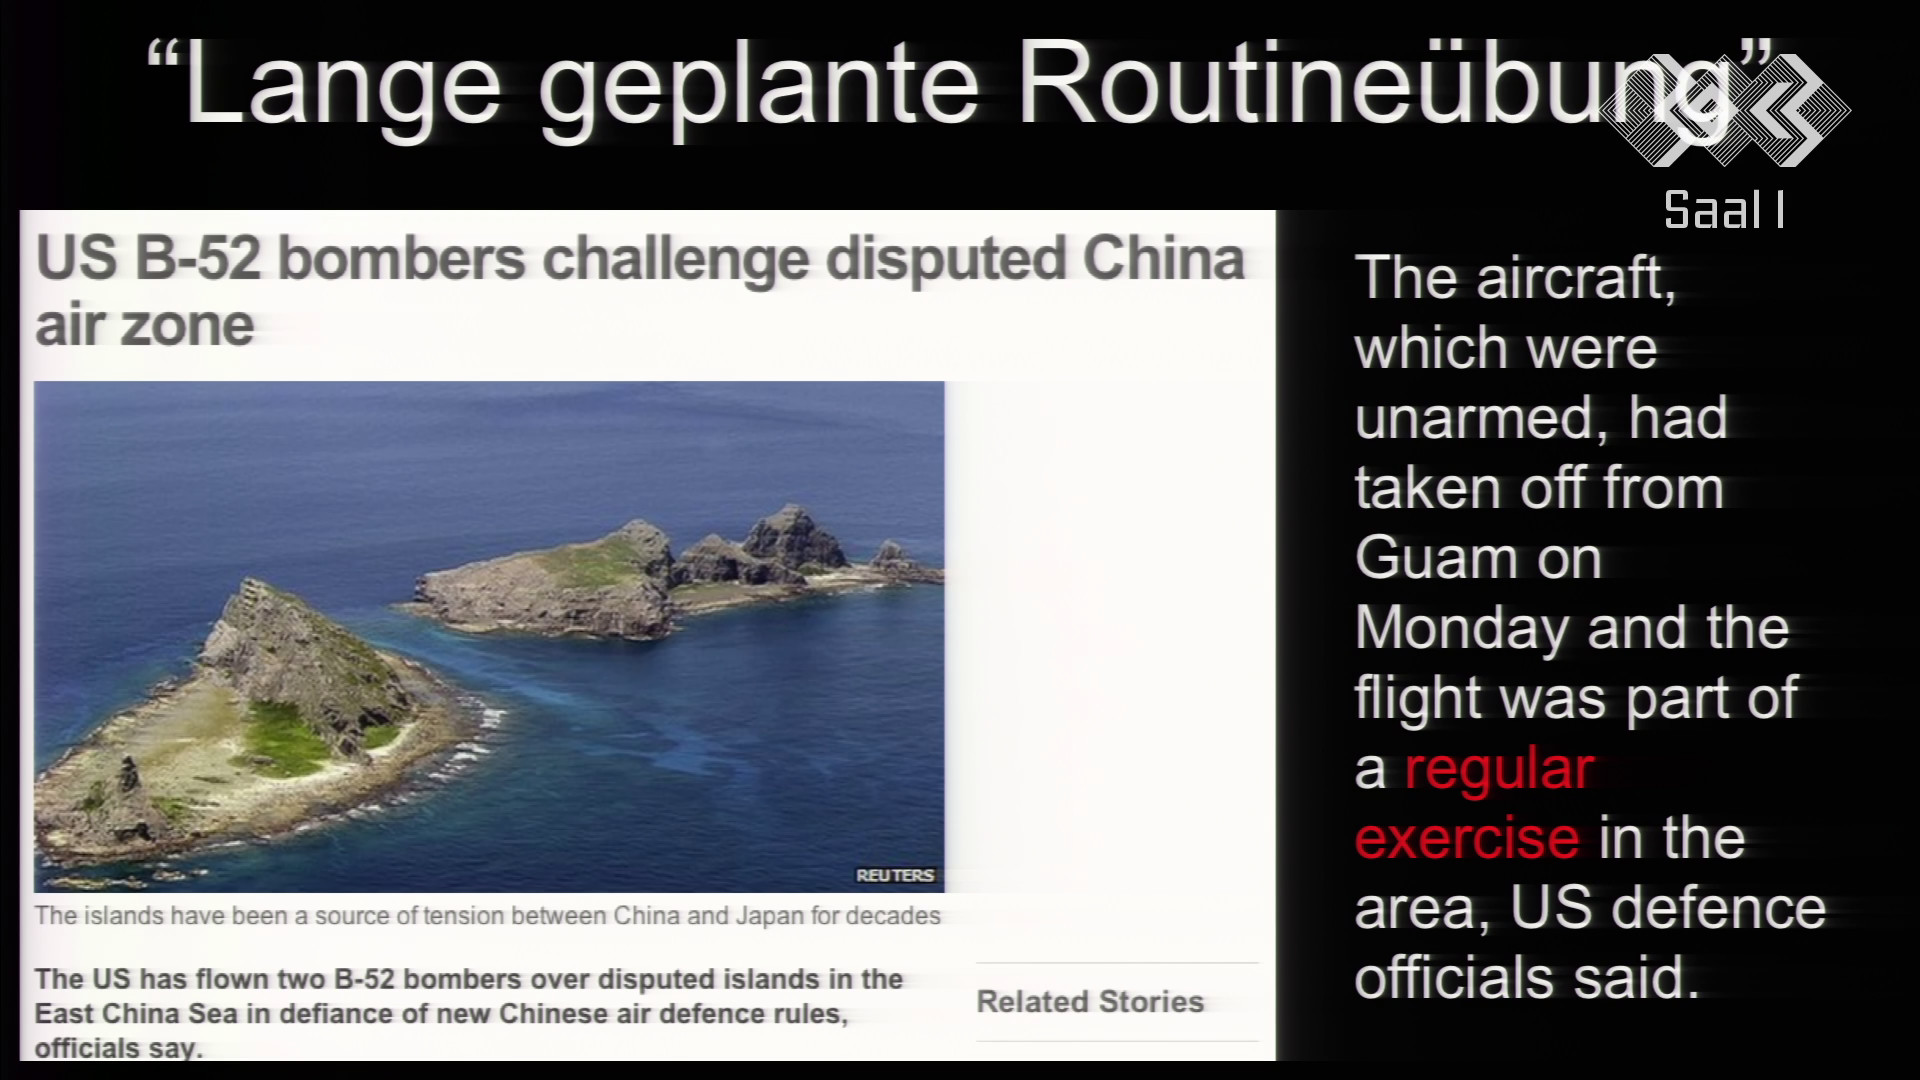 “Lange geplante Routineübung”
Saal 1
US B-52 bombers challenge disputed China
air zone
REUTERS
The islands have been a source of tension between China and Japan for decades
The US has flown two B-52 bombers over disputed islands in the
East China Sea in defiance of new Chinese air defence rules,
officials say.
Related Stories
The aircraft,
which were
unarmed, had
taken off from
Guam on
Monday and the
flight was part of
a regular
exercise in the
area, US defence
officials said.